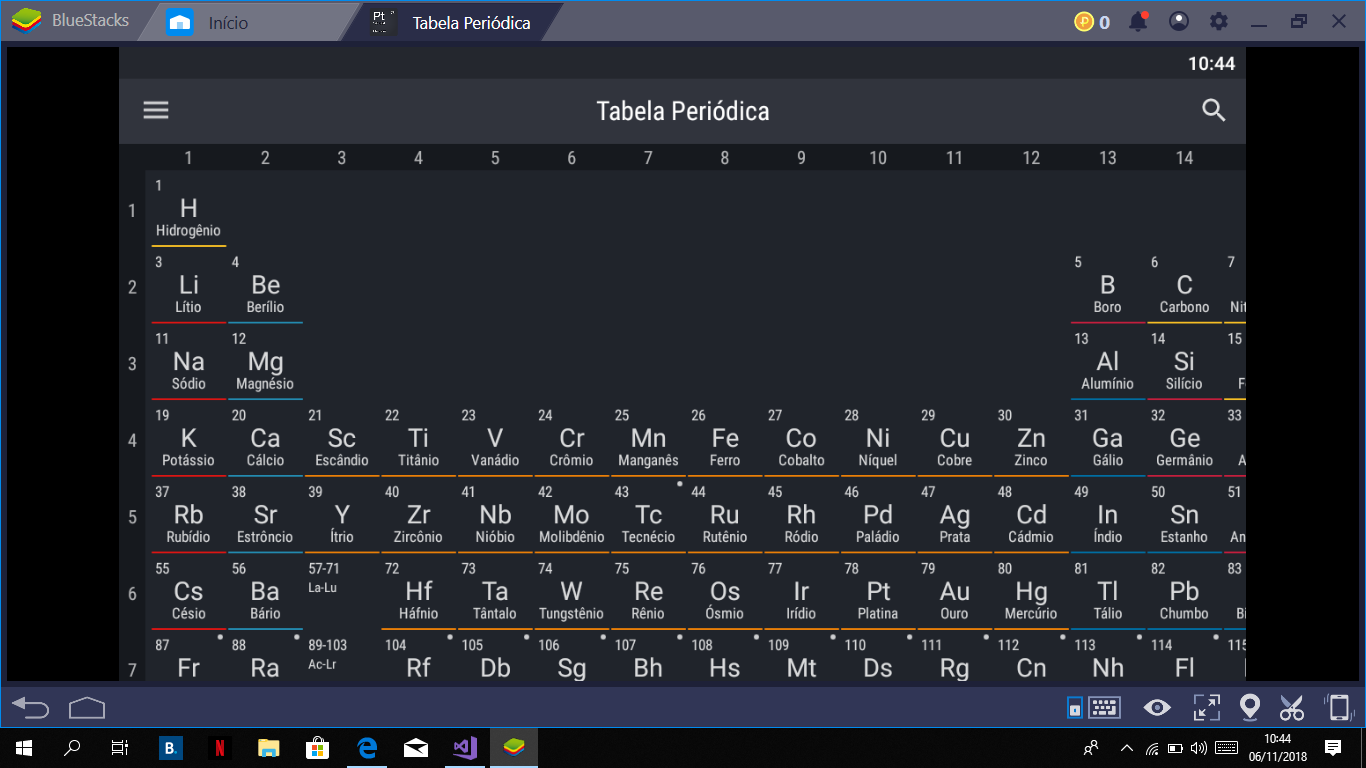 BlueStacks Início Pt Tabela Periódica 0
10:44
Tabela Periódica
1 2 3 4 5 6 7 8 9 10 11 12 13 14
1
1
H
Hidrogênio
2
3 4 5 6 7
Li Be B C
Lítio Berílio Boro Carbono Nit
3
11 12 13 14 15
Na Mg Al Si
Sódio Magnésio Alumínio Silício F
4
19 20 21 22 23 24 25 26 27 28 29 30 31 32 33
K Ca Sc Ti V Cr Mn Fe Co Ni Cu Zn Ga Ge
Potássio Cálcio Escândio Titânio Vanádio Crômio Manganês Ferro Cobalto Níquel Cobre Zinco Gálio Germânio A
5
37 38 39 40 41 42 43 44 45 46 47 48 49 50 51
Rb Sr Y Zr Nb Mo Tc Ru Rh Pd Ag Cd In Sn
Rubídio Estrôncio Ítrio Zircônio Nióbio Molibdênio Tecnécio Rutênio Ródio Paládio Prata Cádmio Índio Estanho An
6
55 56 57-71 72 73 74 75 76 77 78 79 80 81 82 83
Cs Ba La-Lu Hf Ta W Re Os Ir Pt Au Hg Tl Pb
Césio Bário Háfnio Tântalo Tungstênio Rênio Ósmio Irídio Platina Ouro Mercúrio Tálio Chumbo Bi
7
87 88 89-103 104 105 106 107 108 109 110 111 112 113 114 115
Fr Ra Ac-Lr Rf Db Sg Bh Hs Mt Ds Rg Cn Nh Fl
B. N e
10:44
06/11/2018